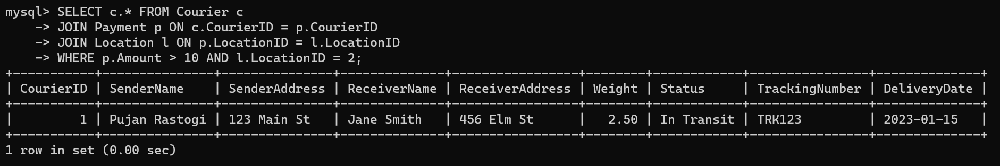 mysql> SELECT c.* FROM Courier c
    -> JOIN Payment p ON c.CourierID = p.CourierID
    -> JOIN Location l ON p.LocationID = l.LocationID
    -> WHERE p.Amount > 10 AND l.LocationID = 2;
+-----------+---------------+---------------+--------------+-----------------+--------+------------+----------------+--------------+
| CourierID | SenderName    | SenderAddress | ReceiverName | ReceiverAddress | Weight | Status     | TrackingNumber | DeliveryDate |
+-----------+---------------+---------------+--------------+-----------------+--------+------------+----------------+--------------+
|         1 | Pujan Rastogi | 123 Main St   | Jane Smith   | 456 Elm St      |   2.50 | In Transit | TRK123         | 2023-01-15   |
+-----------+---------------+---------------+--------------+-----------------+--------+------------+----------------+--------------+
1 row in set (0.00 sec)